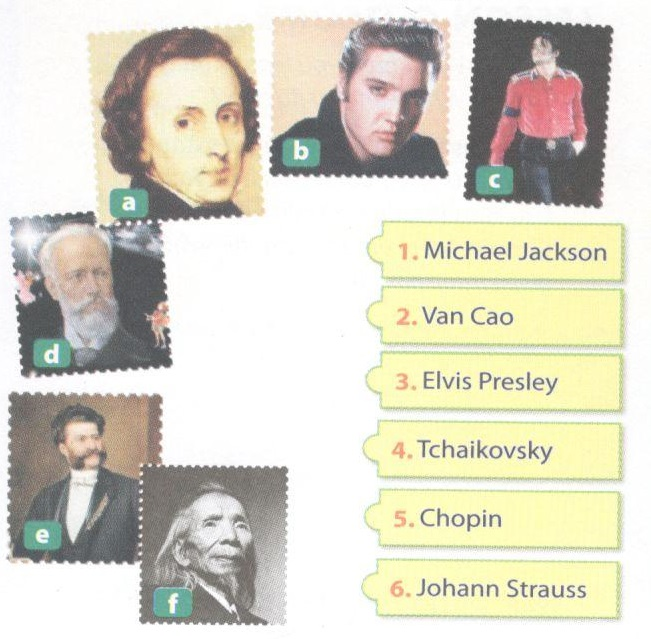 a
b
c
d
e
f
1. Michael Jackson
2. Van Cao
3. Elvis Presley
4. Tchaikovsky
5. Chopin
6. Johann Strauss